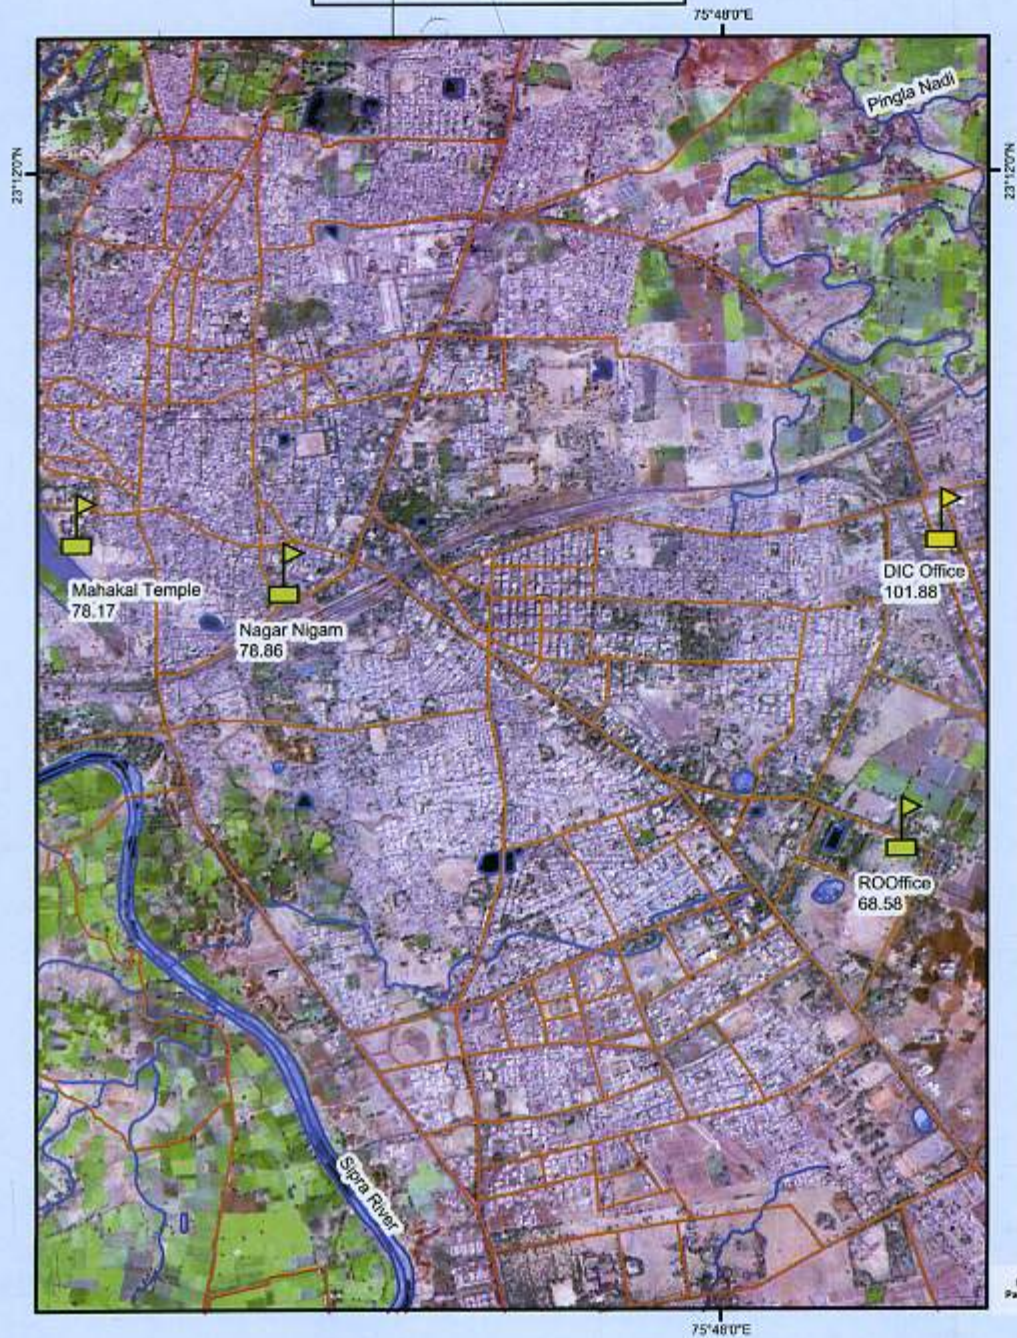 75°48'0"E
Pingla Nadi
23°12'0"N
23°12'0"N
Mahakal Temple
78.17
Nagar Nigam
78.86
DIC Office
101.88
ROOffice
68.58
Sipra River
75°48'0"E